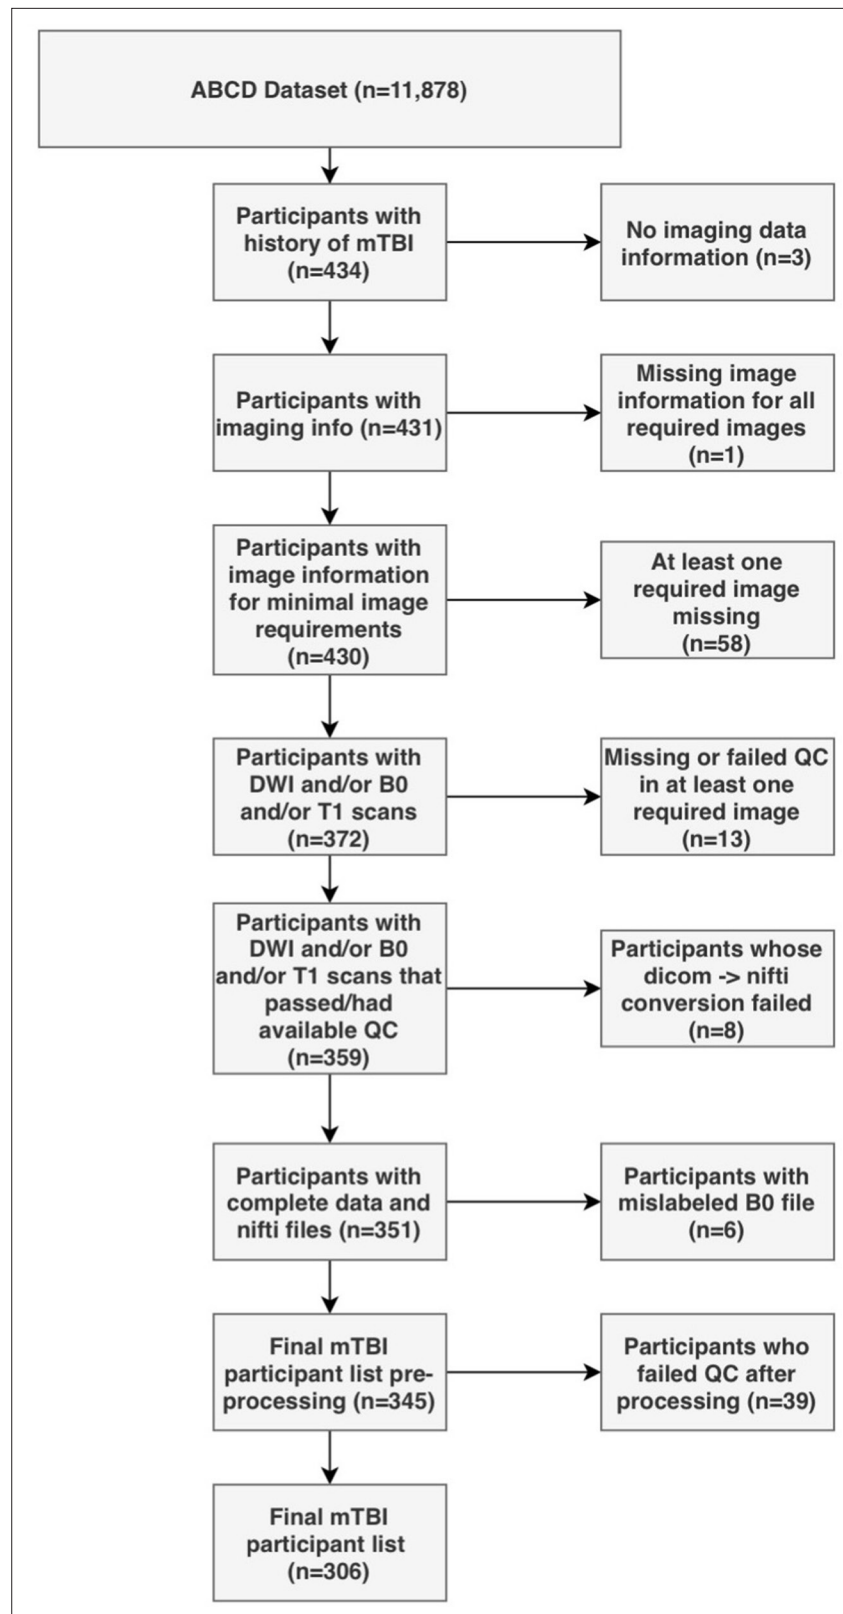 ABCD Dataset (n=11,878)
Participants with
history of mTBI
(n=434)
No imaging data
information (n=3)
Participants with
imaging info (n=431)
Missing image
information for all
required images
(n=1)
Participants with
image information
for minimal image
requirements
(n=430)
At least one
required image
missing
(n=58)
Participants with
DWI and/or B0
and/or T1 scans
(n=372)
Missing or failed QC
in at least one
required image
(n=13)
Participants with
DWI and/or B0
and/or T1 scans that
passed/had
available QC
(n=359)
Participants whose
dicom -> nifti
conversion failed
(n=8)
Participants with
complete data and
nifti files (n=351)
Participants with
mislabeled B0 file
(n=6)
Final mTBI
participant list pre-
processing (n=345)
Participants who
failed QC after
processing (n=39)
Final mTBI
participant list
(n=306)